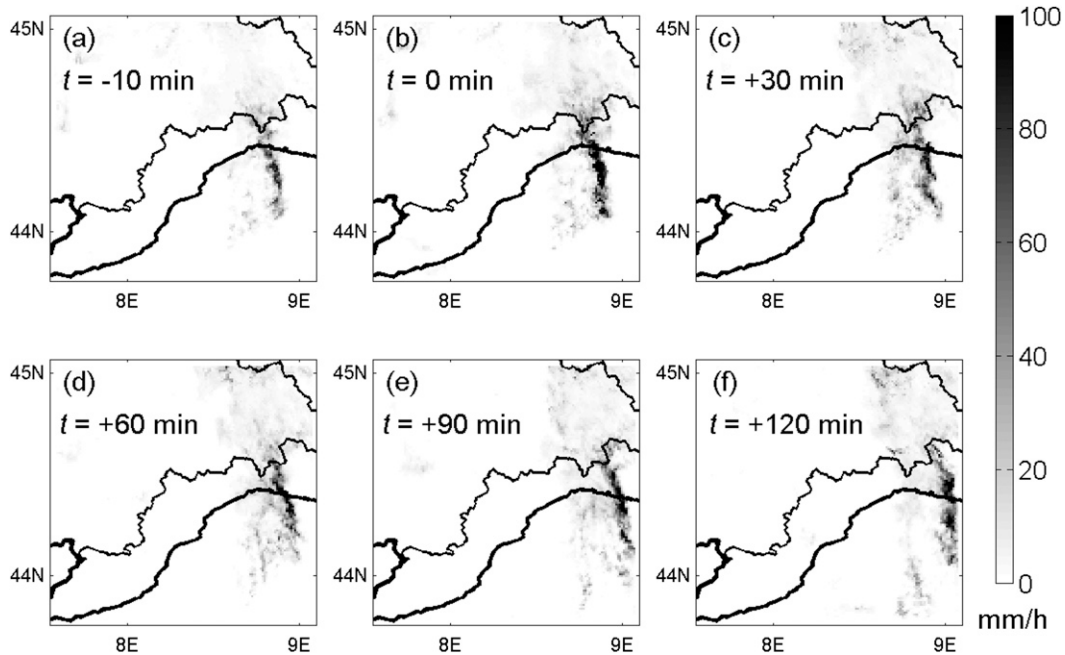 (a)
t = -10 min
(b)
t = 0 min
(c)
t = +30 min
45N
44N
8E
9E
45N
44N
8E
9E
45N
44N
8E
9E
(d)
t = +60 min
(e)
t = +90 min
(f)
t = +120 min
45N
44N
8E
9E
45N
44N
8E
9E
45N
44N
8E
9E
100
80
60
40
20
0
mm/h